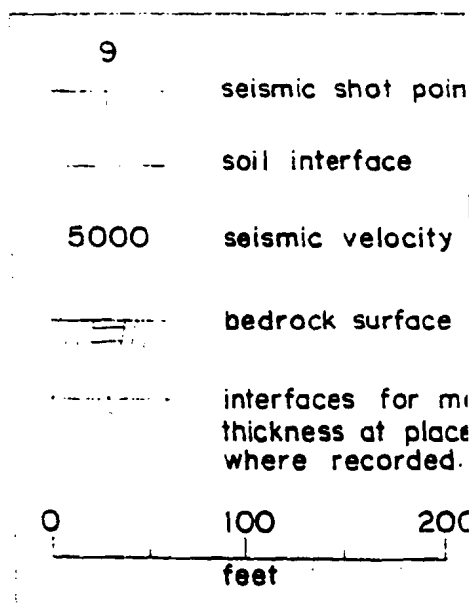 9
seismic shot poin
soil interface
5000 seismic velocity
bedrock surface
interfaces for m
thickness at place
where recorded.
0 100 200
feet